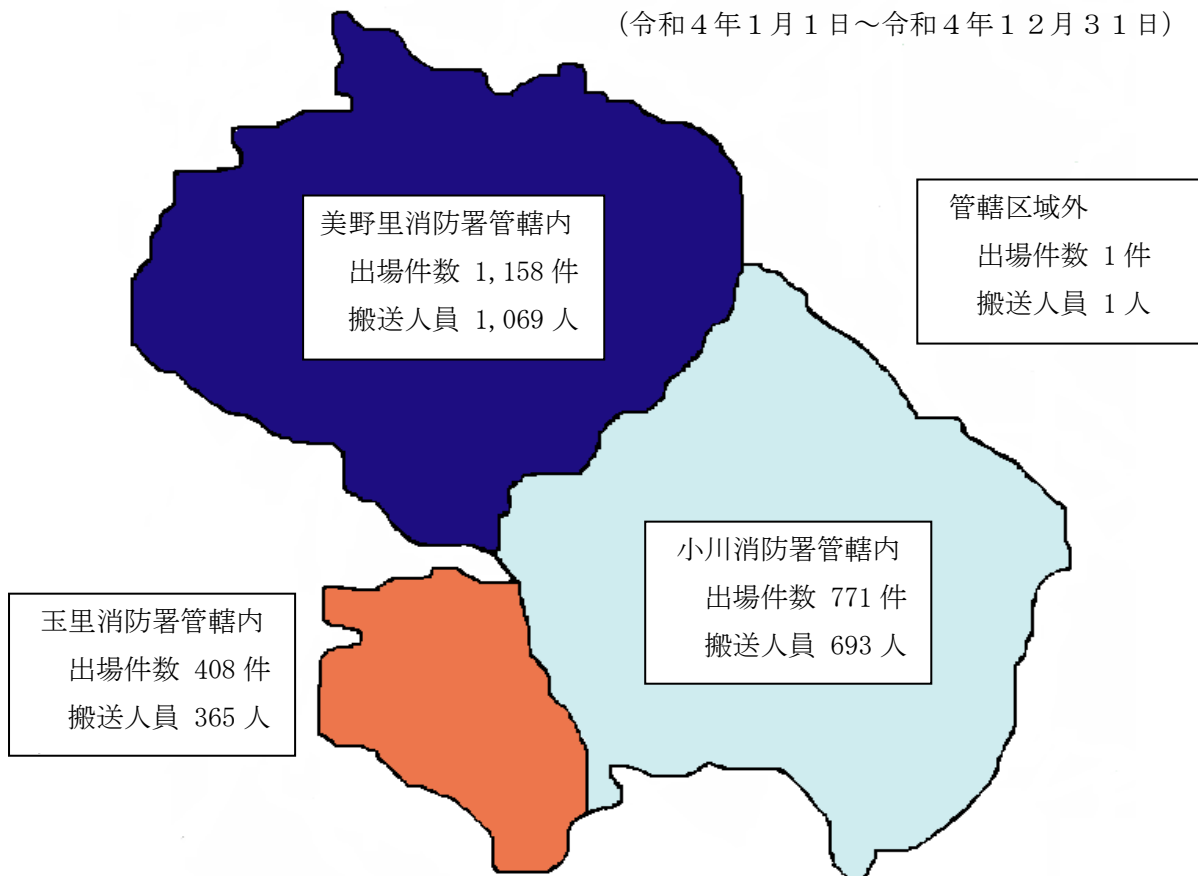 (令和４年１月１日～令和４年１２月３１日)
美野里消防署管轄内
出場件数 1,158 件
搬送人員 1,069 人
管轄区域外
出場件数 1 件
搬送人員 1 人
小川消防署管轄内
出場件数 771 件
搬送人員 693 人
玉里消防署管轄内
出場件数 408 件
搬送人員 365 人